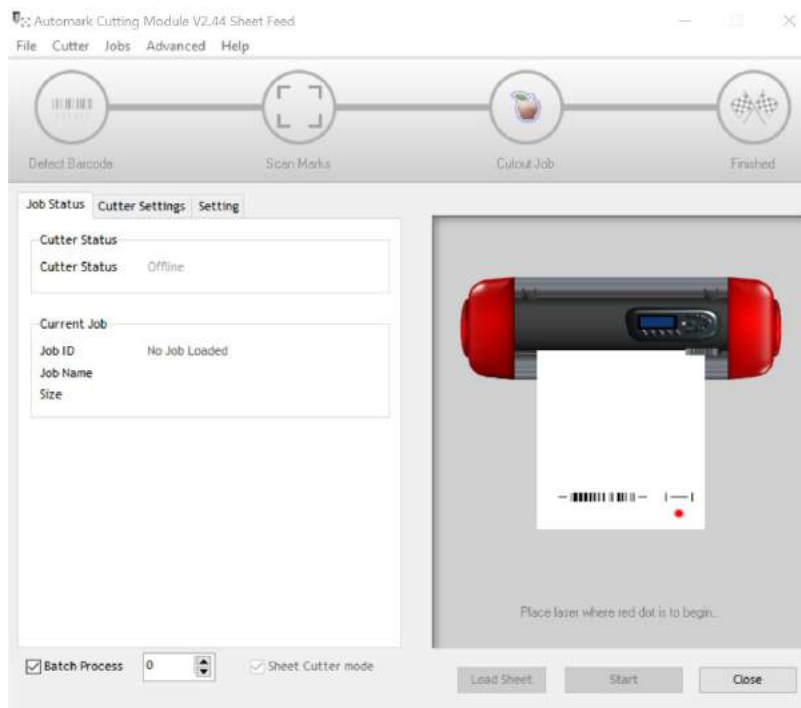 Automark Cutting Module V2.44 Sheet Feed
File Cutter Jobs Advanced Help
Detect Barcode Scan Marks Cutout Job Finished
Job Status Cutter Settings Setting
Cutter Status
Cutter Status Offline
Current Job
Job ID No Job Loaded
Job Name
Size
Place laser where red dot is to begin..
Batch Process 0 Sheet Cutter mode
Load Sheet Start Close